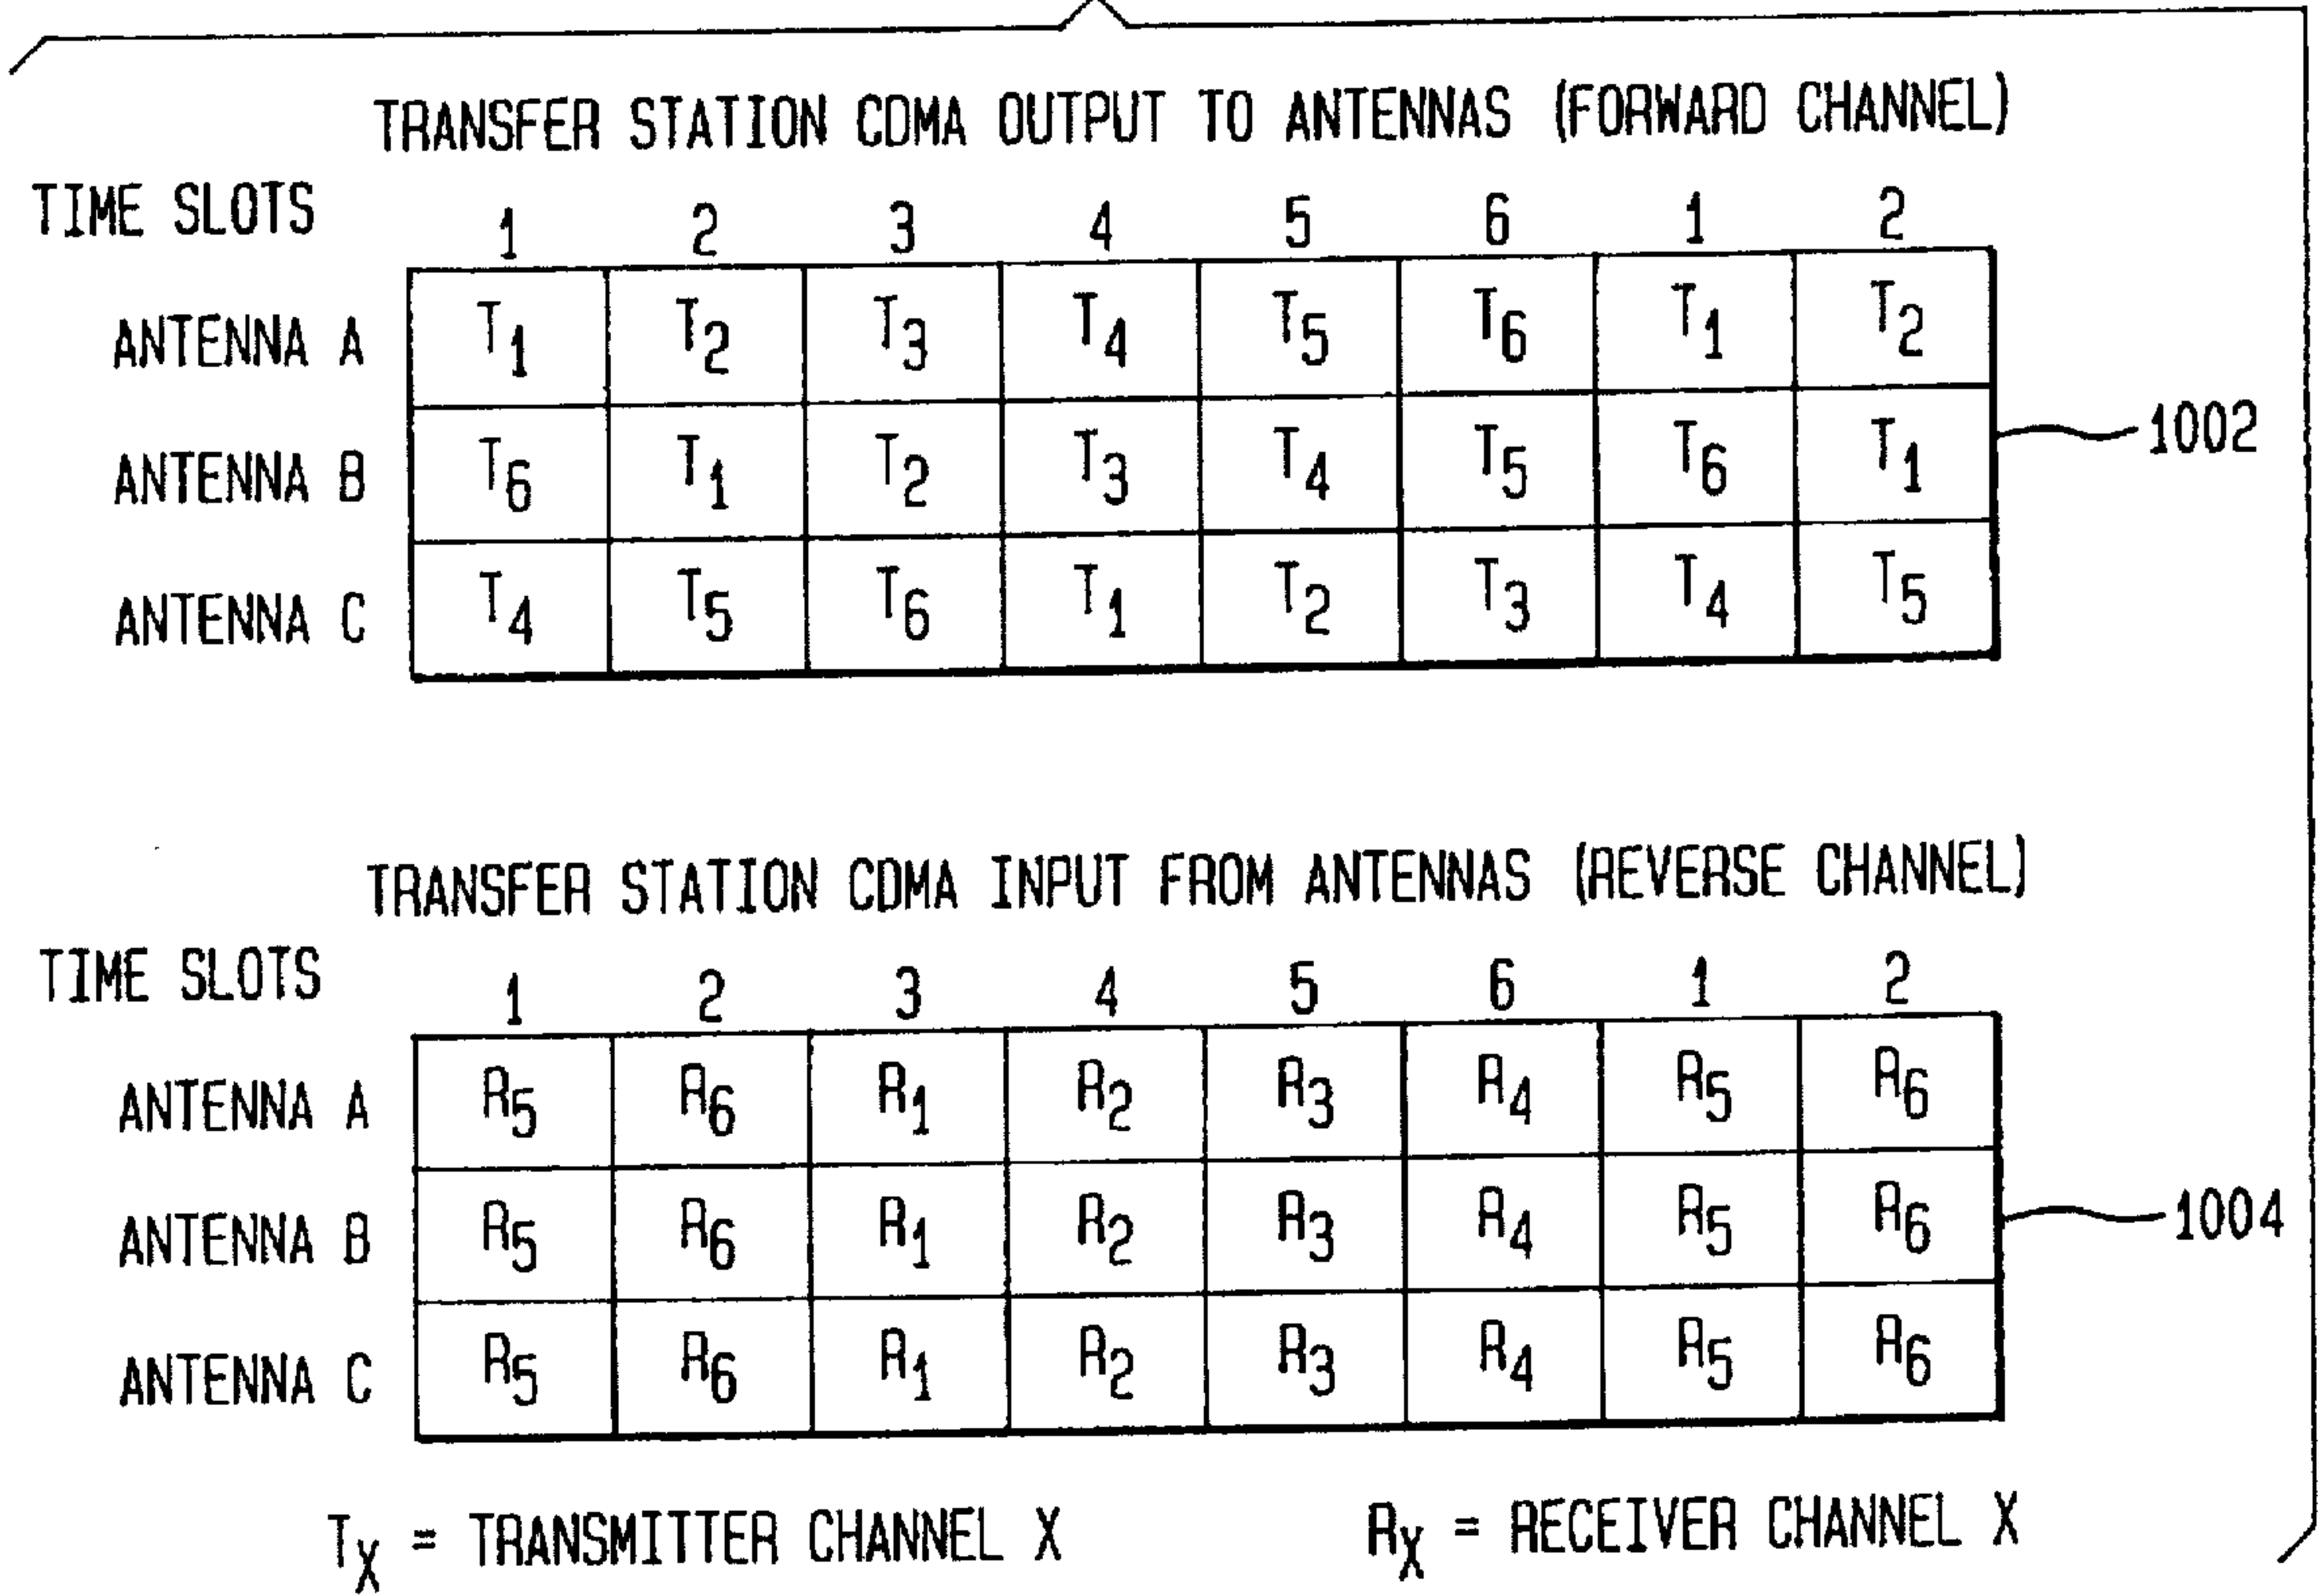 TRANSFER STATION CDMA OUTPUT TO ANTENNAS (FORWARD CHANNEL)
TIME SLOTS 1 2 3 4 5 6 1 2
ANTENNA A T1 T2 T3 T4 T5 T6 T1 T2
ANTENNA B T6 T1 T2 T3 T4 T5 T6 T1
1002
ANTENNA C T4 T5 T6 T1 T2 T3 T4 T5
TRANSFER STATION CDMA INPUT FROM ANTENNAS (REVERSE CHANNEL)
TIME SLOTS 1 2 3 4 5 6 1 2
ANTENNA A R5 R6 R1 R2 R3 R4 R5 R6
ANTENNA B R5 R6 R1 R2 R3 R4 R5 R6
1004
ANTENNA C R5 R6 R1 R2 R3 R4 R5 R6
TX = TRANSMITTER CHANNEL X
RX = RECEIVER CHANNEL X